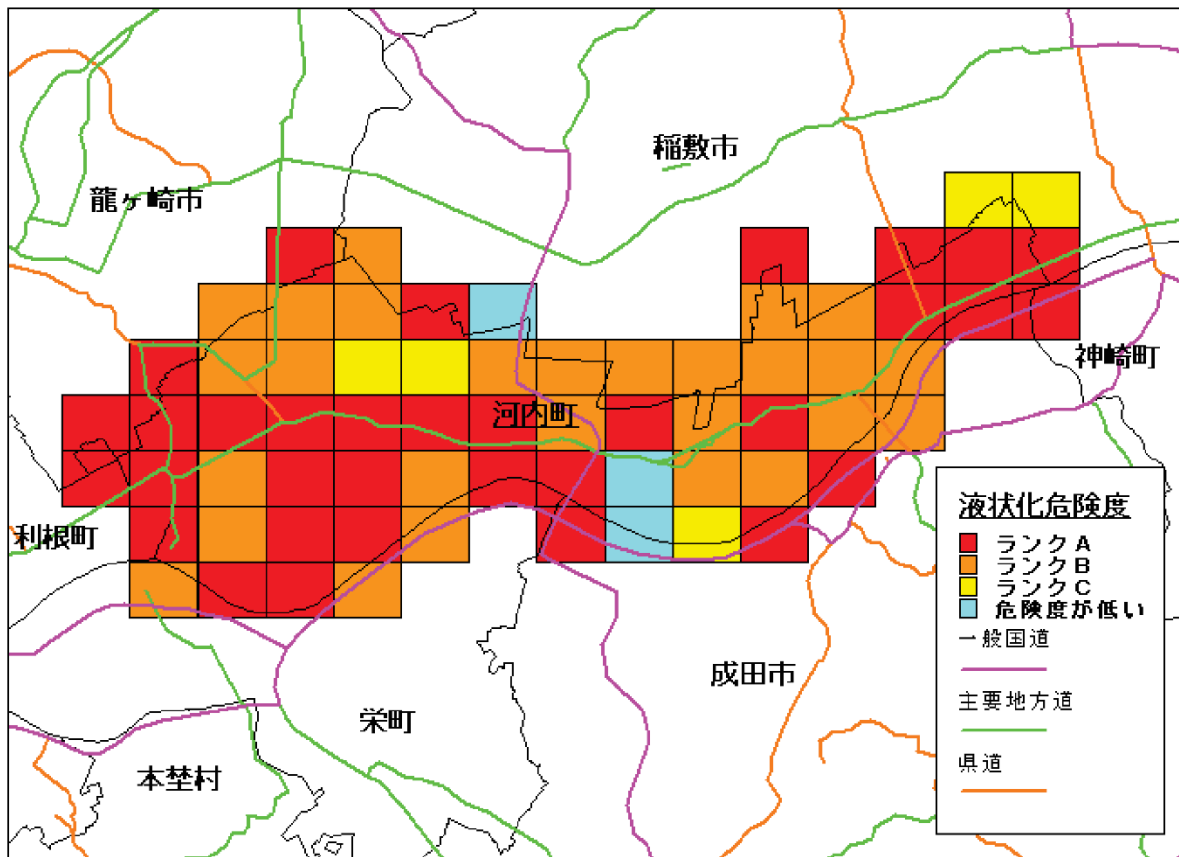 稲敷市
龍ヶ崎市
神崎町
河内町
利根町
成田市
栄町
本埜村
液状化危険度
ランクA
ランクB
ランクC
危険度が低い
一般国道
主要地方道
県道